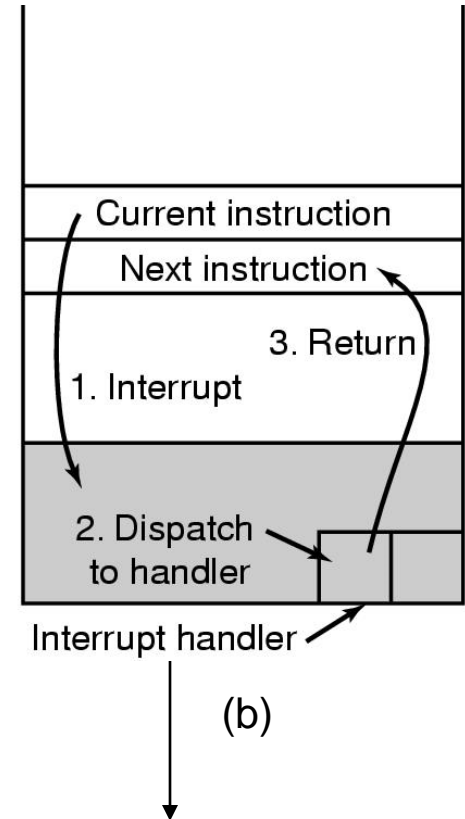 Current instruction
Next instruction
3. Return
1. Interrupt
2. Dispatch
to handler
Interrupt handler
(b)